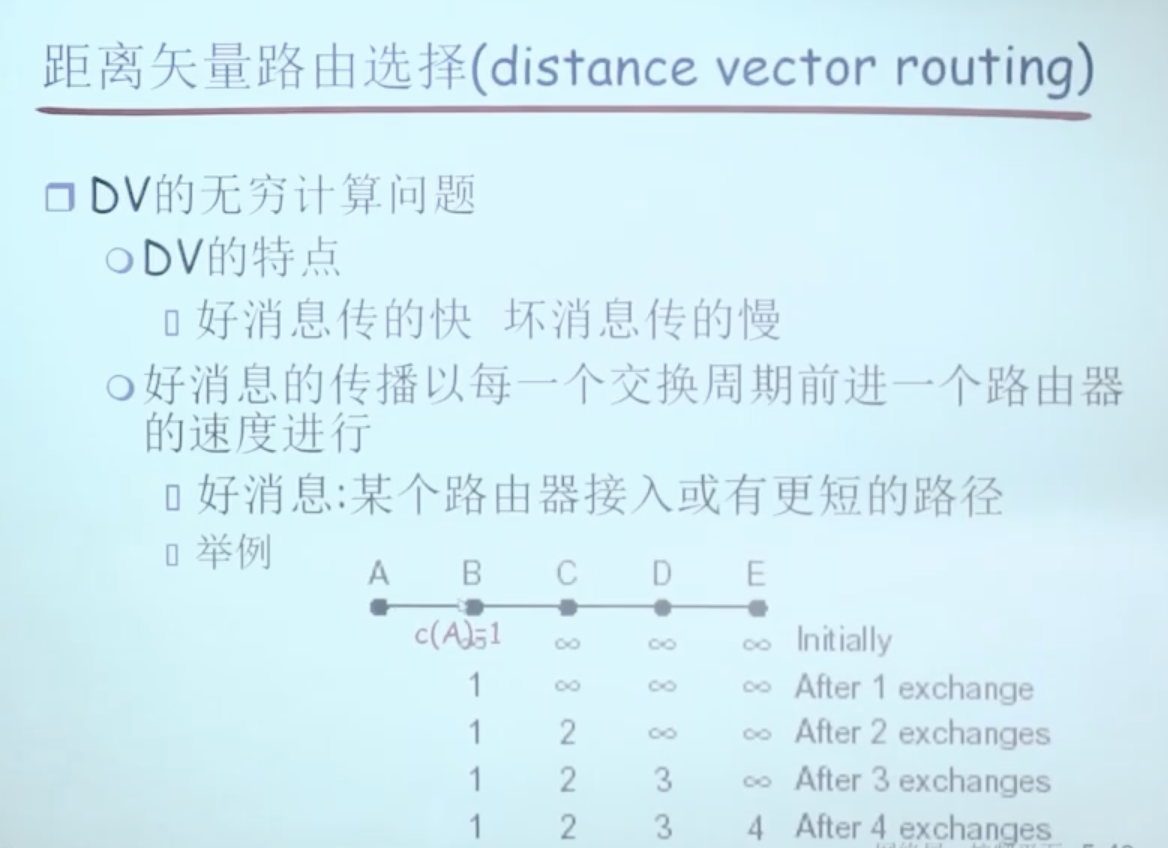 距离矢量路由选择(distance vector routing)
DV的无穷计算问题
DV的特点
好消息传的快 坏消息传的慢
好消息的传播以每一个交换周期前进一个路由器
的速度进行
好消息:某个路由器接入或有更短的路径
举例
A B C D E
c(A)=1 ∞ ∞ ∞ Initially
1 ∞ ∞ ∞ After 1 exchange
1 2 ∞ ∞ After 2 exchanges
1 2 3 ∞ After 3 exchanges
1 2 3 4 After 4 exchanges